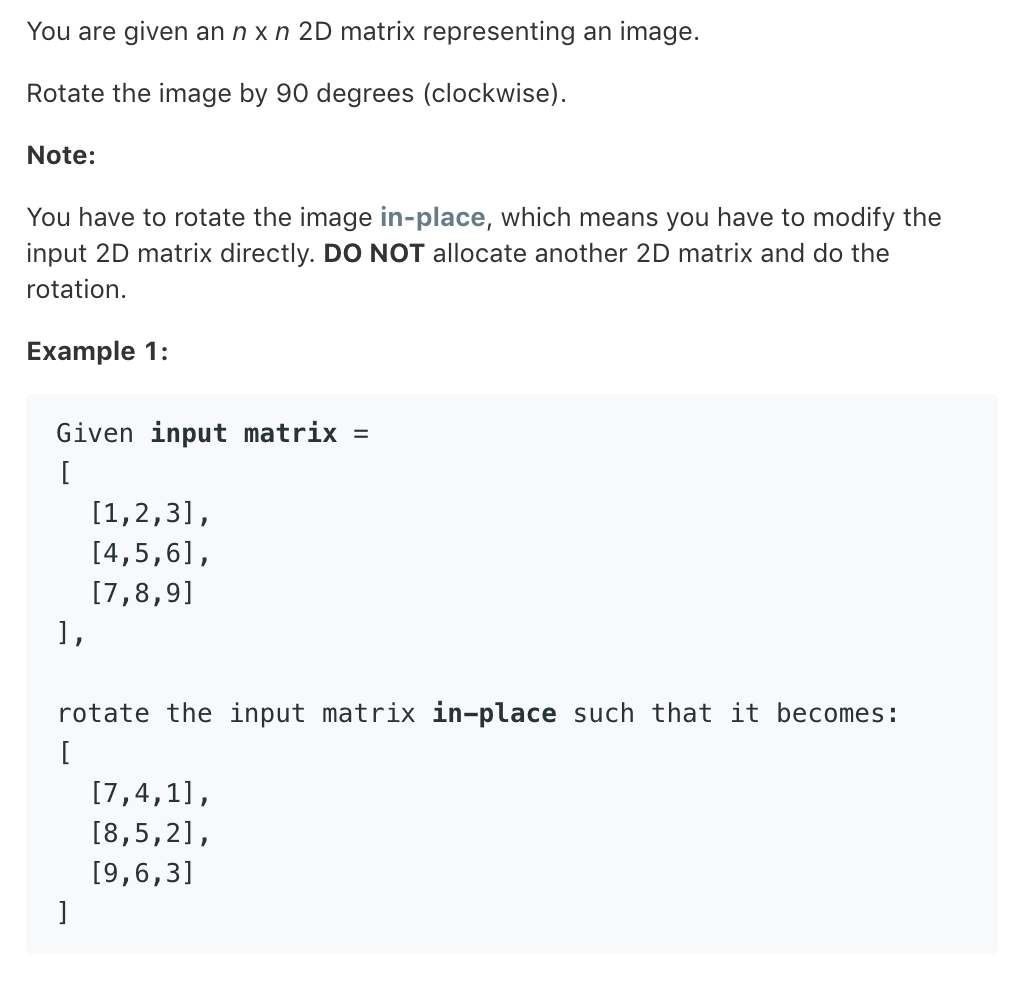 You are given an n x n 2D matrix representing an image.
Rotate the image by 90 degrees (clockwise).
Note:
You have to rotate the image in-place, which means you have to modify the
input 2D matrix directly. DO NOT allocate another 2D matrix and do the
rotation.
Example 1:
Given input matrix =
[
  [1,2,3],
  [4,5,6],
  [7,8,9]
],
rotate the input matrix in-place such that it becomes:
[
  [7,4,1],
  [8,5,2],
  [9,6,3]
]